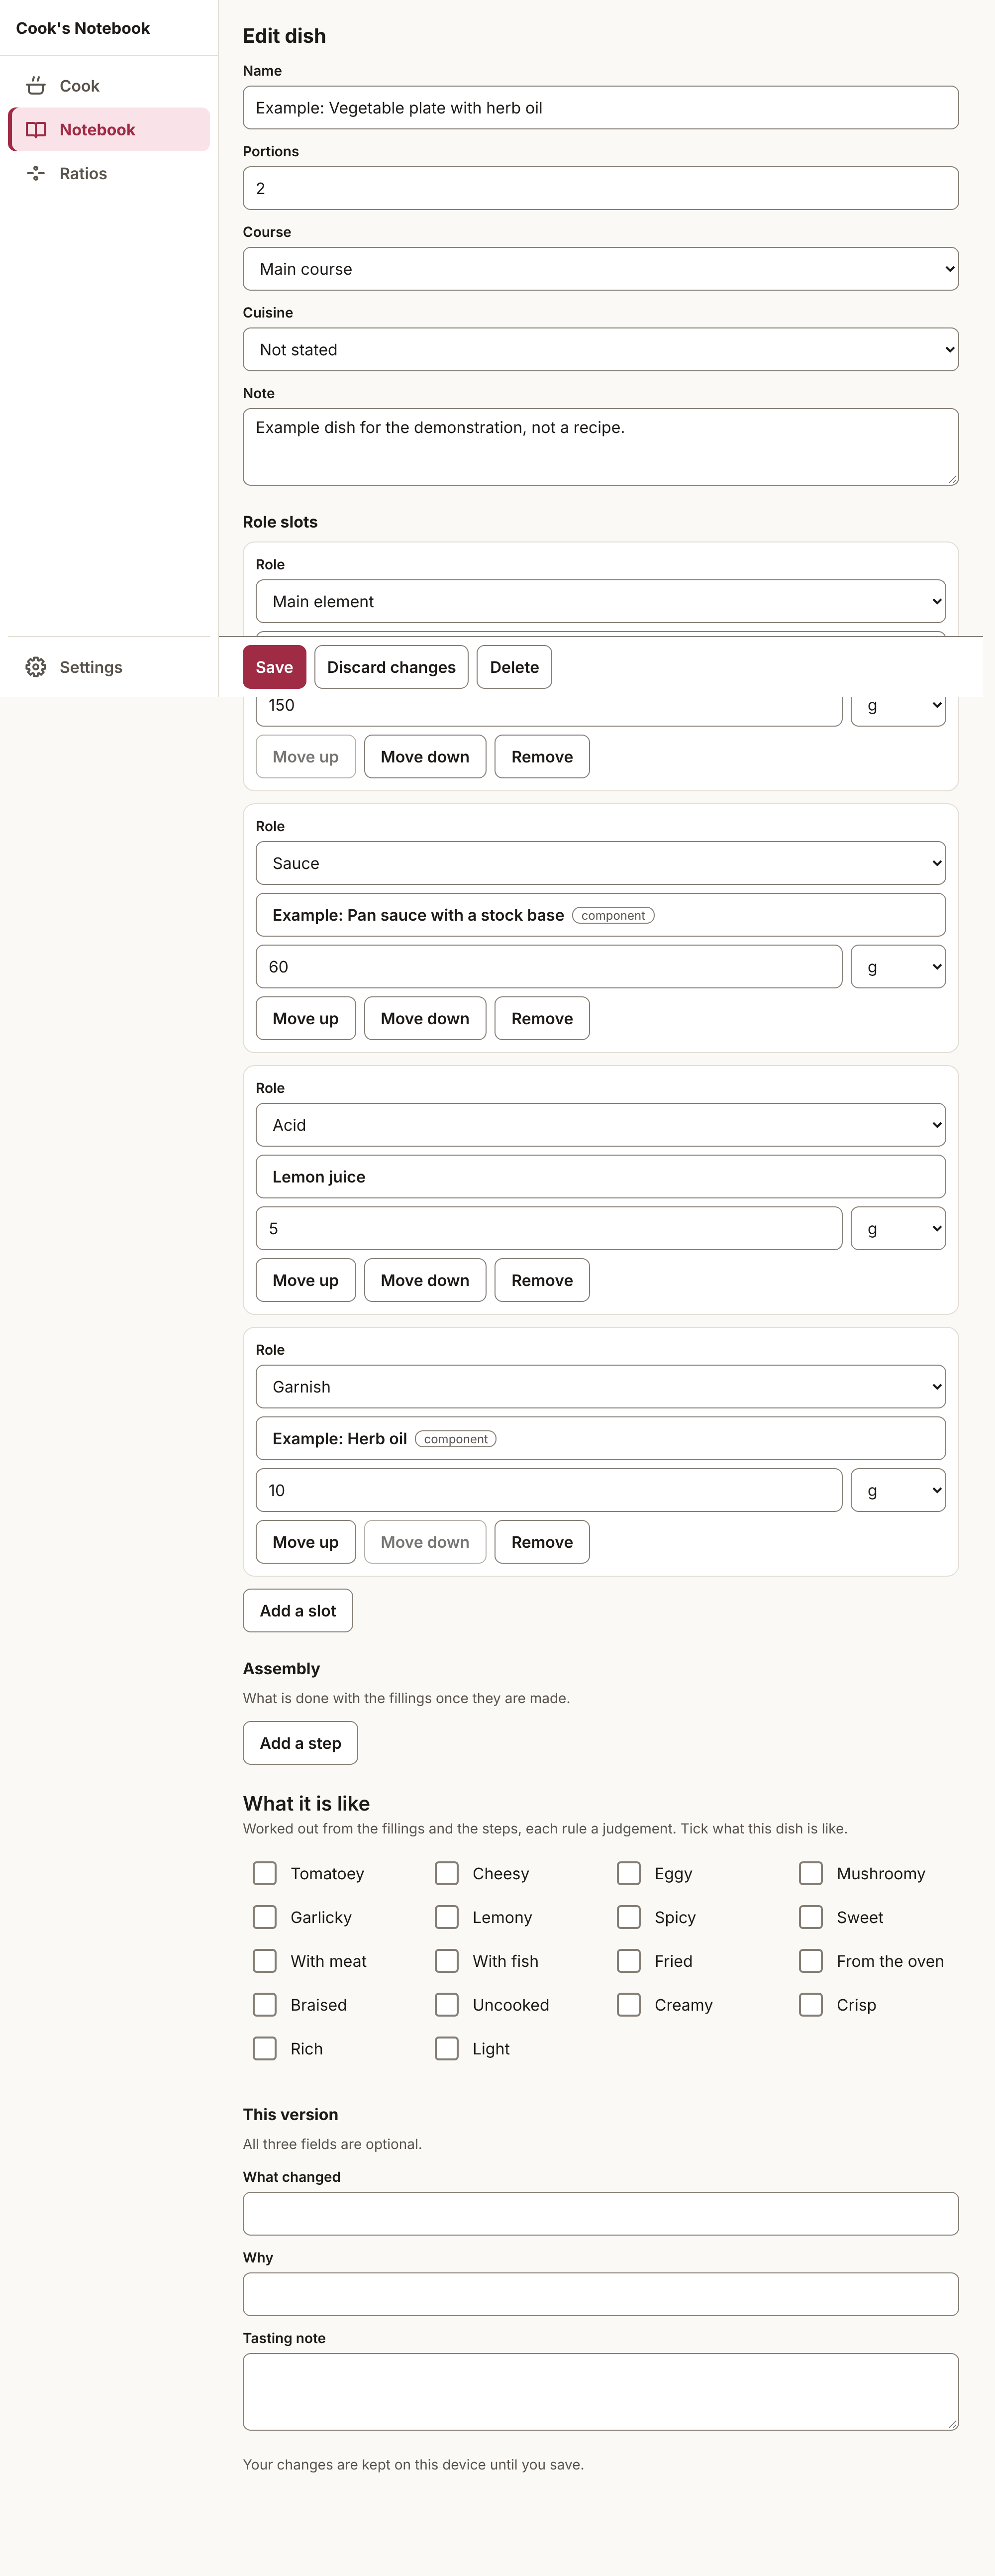 Cook's Notebook
Cook
Notebook
Ratios
Settings
Edit dish
Name
Example: Vegetable plate with herb oil
Portions
2
Course
Main course
Cuisine
Not stated
Note
Example dish for the demonstration, not a recipe.
Role slots
Role
Main element
Save Discard changes Delete
150 g
Move up Move down Remove
Role
Sauce
Example: Pan sauce with a stock base component
60 g
Move up Move down Remove
Role
Acid
Lemon juice
5 g
Move up Move down Remove
Role
Garnish
Example: Herb oil component
10 g
Move up Move down Remove
Add a slot
Assembly
What is done with the fillings once they are made.
Add a step
What it is like
Worked out from the fillings and the steps, each rule a judgement. Tick what this dish is like.
Tomatoey Cheesy Eggy Mushroomy
Garlicky Lemony Spicy Sweet
With meat With fish Fried From the oven
Braised Uncooked Creamy Crisp
Rich Light
This version
All three fields are optional.
What changed
Why
Tasting note
Your changes are kept on this device until you save.